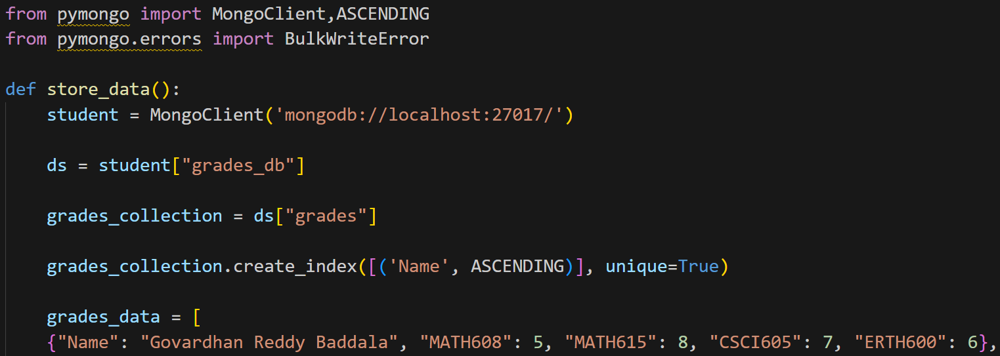 from pymongo import MongoClient,ASCENDING
from pymongo.errors import BulkWriteError
def store_data():
student = MongoClient('mongodb://localhost:27017/')
ds = student["grades_db"]
grades_collection = ds["grades"]
grades_collection.create_index([('Name', ASCENDING)], unique=True)
grades_data = [
{"Name": "Govardhan Reddy Baddala", "MATH608": 5, "MATH615": 8, "CSCI605": 7, "ERTH600": 6},